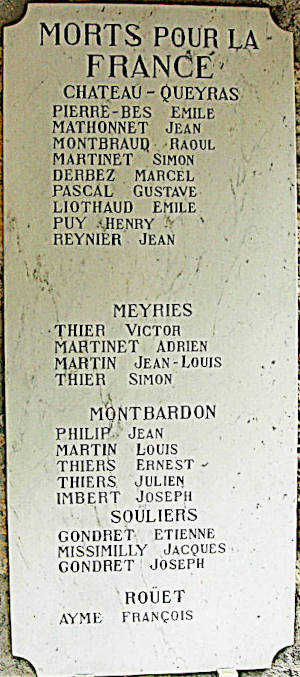 MORTS POUR LA
FRANCE
CHATEAU-QUEYRAS
PIERRE-BES EMILE
MATHONNET JEAN
MONTBRAUD RAOUL
MARTINET SIMON
DERBEZ MARCEL
PASCAL GUSTAVE
LIOTHAUD EMILE
PUY HENRY
REYNIER JEAN
MEYRIES
THIER VICTOR
MARTINET ADRIEN
MARTIN JEAN-LOUIS
THIER SIMON
MONTBARDON
PHILIP JEAN
MARTIN LOUIS
THIERS ERNEST
THIERS JULIEN
IMBERT JOSEPH
SOULIERS
GONDRET ETIENNE
MISSIMILLY JACQUES
GONDRET JOSEPH
ROÜET
AYME FRANÇOIS